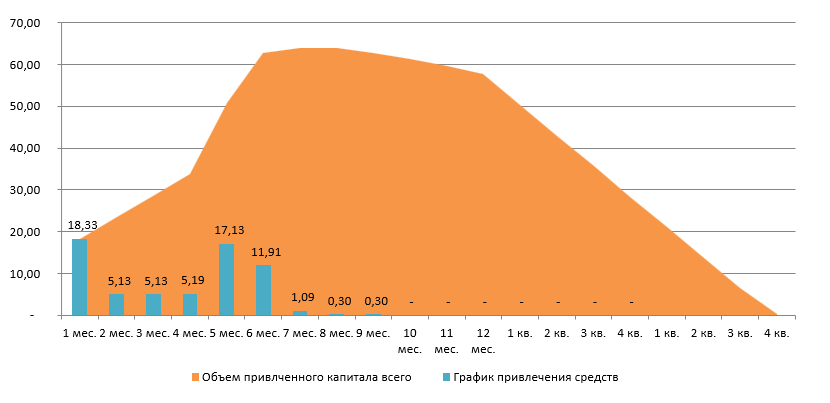 70,00
60,00
50,00
40,00
30,00
20,00
10,00
-
18,33
5,13
5,13
5,19
17,13
11,91
1,09
0,30
0,30
-
-
-
-
-
-
-
1 мес.
2 мес.
3 мес.
4 мес.
5 мес.
6 мес.
7 мес.
8 мес.
9 мес.
10
мес.
11
мес.
12
мес.
1 кв.
2 кв.
3 кв.
4 кв.
1 кв.
2 кв.
3 кв.
4 кв.
Объем привлченного капитала всего
График привлечения средств